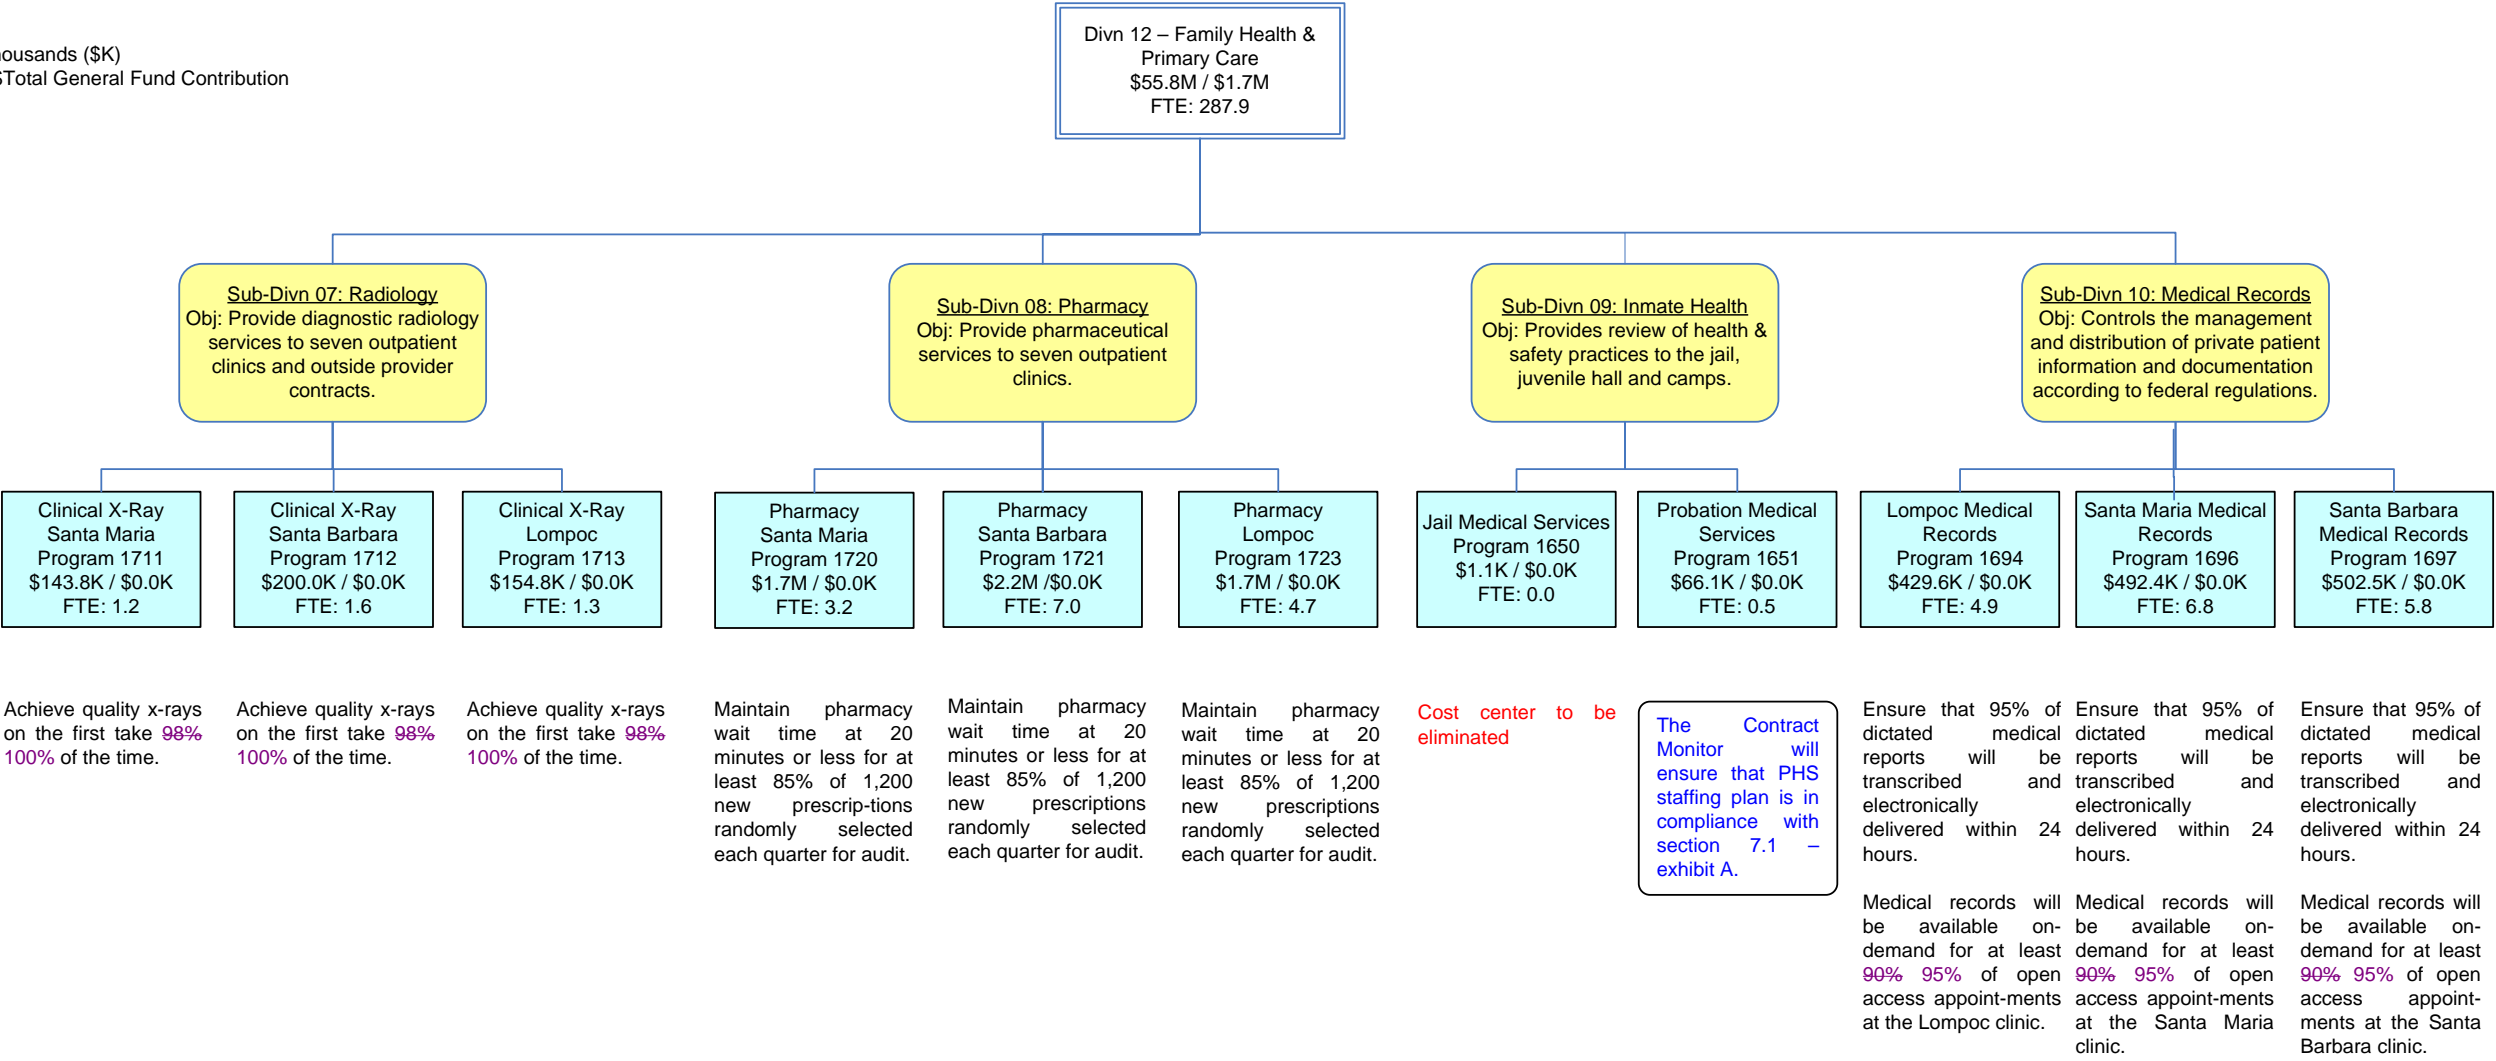 housands ($K)
$Total General Fund Contribution
Divn 12 – Family Health &
Primary Care
$55.8M / $1.7M
FTE: 287.9
Sub-Divn 07: Radiology
Obj: Provide diagnostic radiology
services to seven outpatient
clinics and outside provider
contracts.
Sub-Divn 08: Pharmacy
Obj: Provide pharmaceutical
services to seven outpatient
clinics.
Sub-Divn 09: Inmate Health
Obj: Provides review of health &
safety practices to the jail,
juvenile hall and camps.
Sub-Divn 10: Medical Records
Obj: Controls the management
and distribution of private patient
information and documentation
according to federal regulations.
Clinical X-Ray
Santa Maria
Program 1711
$143.8K / $0.0K
FTE: 1.2
Clinical X-Ray
Santa Barbara
Program 1712
$200.0K / $0.0K
FTE: 1.6
Clinical X-Ray
Lompoc
Program 1713
$154.8K / $0.0K
FTE: 1.3
Pharmacy
Santa Maria
Program 1720
$1.7M / $0.0K
FTE: 3.2
Pharmacy
Santa Barbara
Program 1721
$2.2M /$0.0K
FTE: 7.0
Pharmacy
Lompoc
Program 1723
$1.7M / $0.0K
FTE: 4.7
Jail Medical Services
Program 1650
$1.1K / $0.0K
FTE: 0.0
Probation Medical
Services
Program 1651
$66.1K / $0.0K
FTE: 0.5
Lompoc Medical
Records
Program 1694
$429.6K / $0.0K
FTE: 4.9
Santa Maria Medical
Records
Program 1696
$492.4K / $0.0K
FTE: 6.8
Santa Barbara
Medical Records
Program 1697
$502.5K / $0.0K
FTE: 5.8
Achieve quality x-rays
on the first take 98%
100% of the time.
Achieve quality x-rays
on the first take 98%
100% of the time.
Achieve quality x-rays
on the first take 98%
100% of the time.
Maintain pharmacy
wait time at 20
minutes or less for at
least 85% of 1,200
new prescrip-tions
randomly selected
each quarter for audit.
Maintain pharmacy
wait time at 20
minutes or less for at
least 85% of 1,200
new prescriptions
randomly selected
each quarter for audit.
Maintain pharmacy
wait time at 20
minutes or less for at
least 85% of 1,200
new prescriptions
randomly selected
each quarter for audit.
Cost center to be
eliminated
The Contract
Monitor will
ensure that PHS
staffing plan is in
compliance with
section 7.1 –
exhibit A.
Ensure that 95% of
dictated medical
reports will be
transcribed and
electronically
delivered within 24
hours.
Medical records will
be available on-
demand for at least
90% 95% of open
access appoint-ments
at the Lompoc clinic.
Ensure that 95% of
dictated medical
reports will be
transcribed and
electronically
delivered within 24
hours.
Medical records will
be available on-
demand for at least
90% 95% of open
access appoint-ments
at the Santa Maria
clinic.
Ensure that 95% of
dictated medical
reports will be
transcribed and
electronically
delivered within 24
hours.
Medical records will
be available on-
demand for at least
90% 95% of open
access appoint-
ments at the Santa
Barbara clinic.